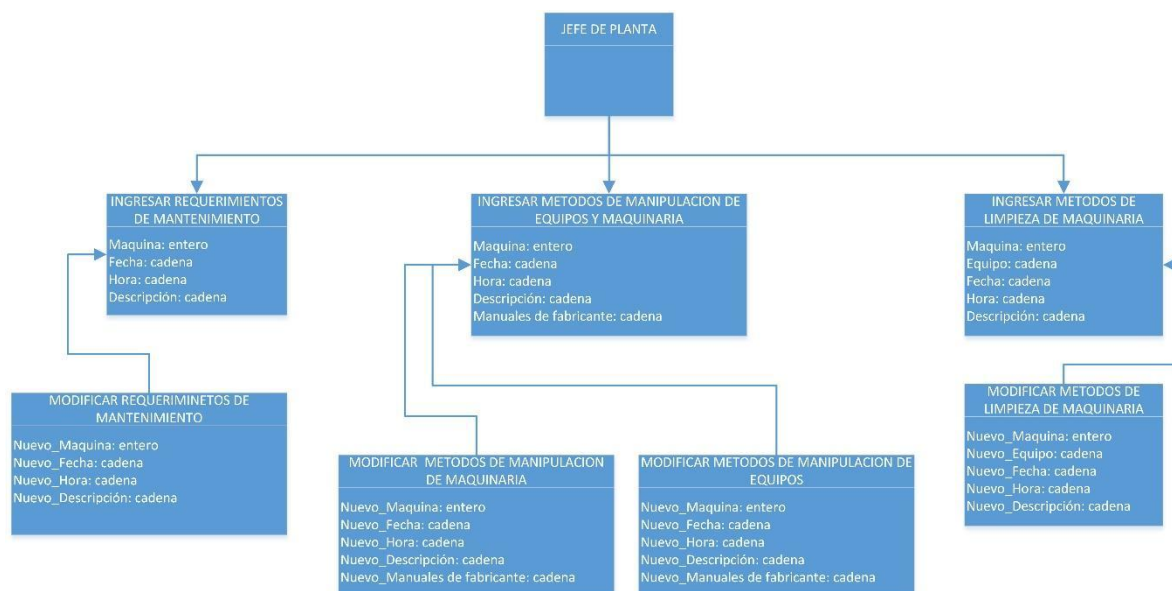 JEFE DE PLANTA
INGRESAR REQUERIMIENTOS
DE MANTENIMIENTO
Maquina: entero
Fecha: cadena
Hora: cadena
Descripción: cadena
INGRESAR METODOS DE MANIPULACION DE
EQUIPOS Y MAQUINARIA
Maquina: entero
Fecha: cadena
Hora: cadena
Descripción: cadena
Manuales de fabricante: cadena
INGRESAR METODOS DE
LIMPIEZA DE MAQUINARIA
Maquina: entero
Equipo: cadena
Fecha: cadena
Hora: cadena
Descripción: cadena
MODIFICAR REQUERIMINETOS DE
MANTENIMIENTO
Nuevo_Maquina: entero
Nuevo_Fecha: cadena
Nuevo_Hora: cadena
Nuevo_Descripción: cadena
MODIFICAR METODOS DE MANIPULACION
DE MAQUINARIA
Nuevo_Maquina: entero
Nuevo_Fecha: cadena
Nuevo_Hora: cadena
Nuevo_Descripción: cadena
Nuevo_Manuales de fabricante: cadena
MODIFICAR METODOS DE MANIPULACION DE
EQUIPOS
Nuevo_Maquina: entero
Nuevo_Fecha: cadena
Nuevo_Hora: cadena
Nuevo_Descripción: cadena
Nuevo_Manuales de fabricante: cadena
MODIFICAR METODOS DE
LIMPIEZA DE MAQUINARIA
Nuevo_Maquina: entero
Nuevo_Equipo: cadena
Nuevo_Fecha: cadena
Nuevo_Hora: cadena
Nuevo_Descripción: cadena